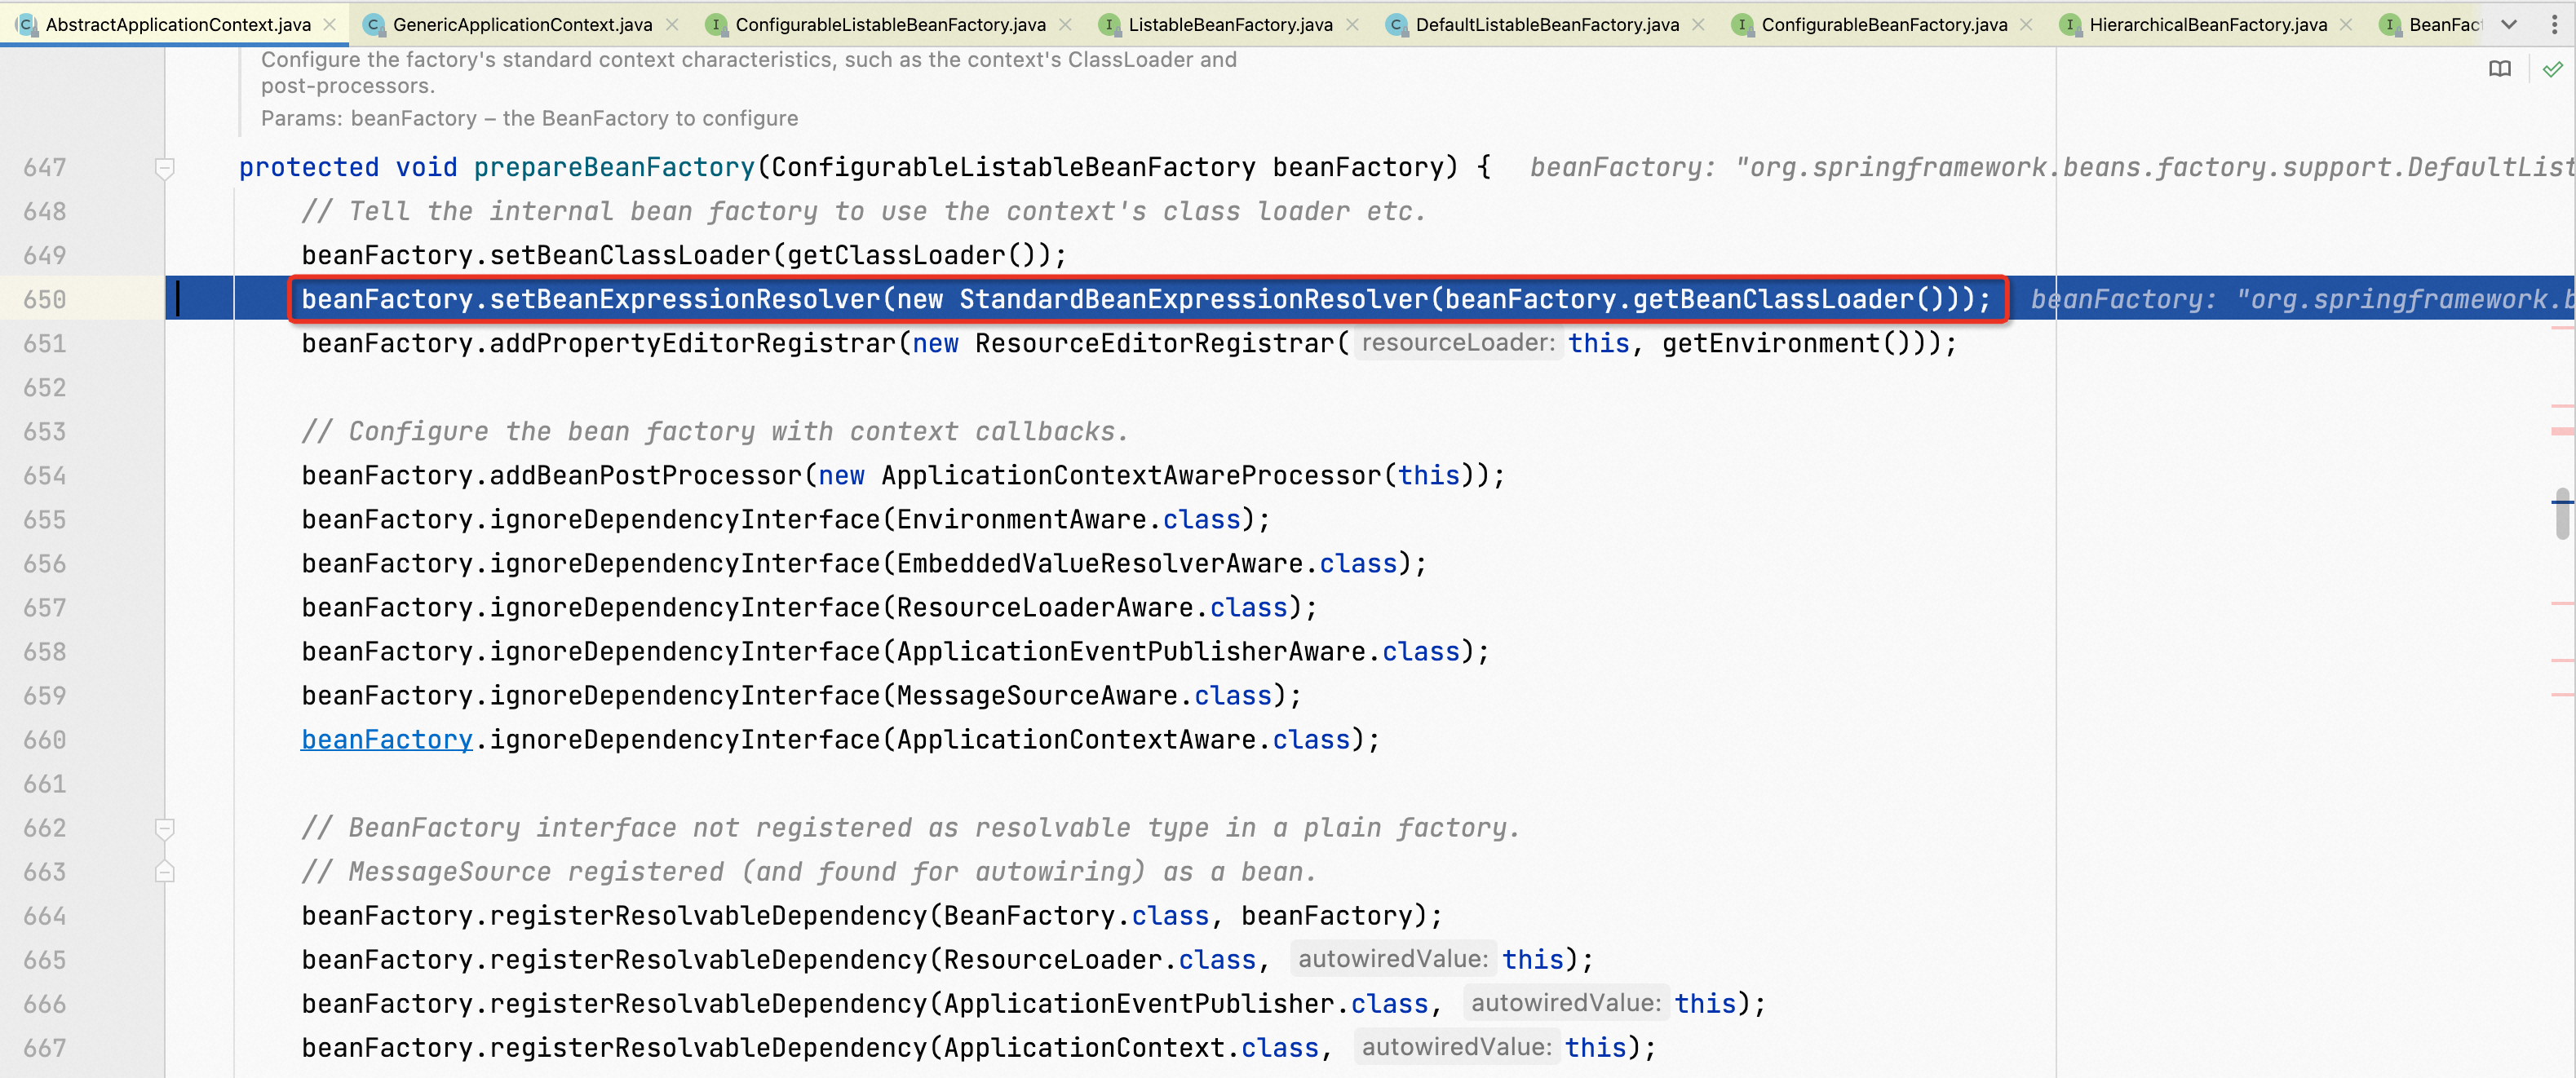 AbstractApplicationContext.java GenericApplicationContext.java ConfigurableListableBeanFactory.java ListableBeanFactory.java DefaultListableBeanFactory.java ConfigurableBeanFactory.java HierarchicalBeanFactory.java BeanFact
Configure the factory's standard context characteristics, such as the context's ClassLoader and
post-processors.
Params: beanFactory – the BeanFactory to configure
647 protected void prepareBeanFactory(ConfigurableListableBeanFactory beanFactory) { beanFactory: "org.springframework.beans.factory.support.DefaultList
648 // Tell the internal bean factory to use the context's class loader etc.
649 beanFactory.setBeanClassLoader(getClassLoader());
650 beanFactory.setBeanExpressionResolver(new StandardBeanExpressionResolver(beanFactory.getBeanClassLoader())); beanFactory: "org.springframework.b
651 beanFactory.addPropertyEditorRegistrar(new ResourceEditorRegistrar( resourceLoader: this, getEnvironment()));
652
653 // Configure the bean factory with context callbacks.
654 beanFactory.addBeanPostProcessor(new ApplicationContextAwareProcessor(this));
655 beanFactory.ignoreDependencyInterface(EnvironmentAware.class);
656 beanFactory.ignoreDependencyInterface(EmbeddedValueResolverAware.class);
657 beanFactory.ignoreDependencyInterface(ResourceLoaderAware.class);
658 beanFactory.ignoreDependencyInterface(ApplicationEventPublisherAware.class);
659 beanFactory.ignoreDependencyInterface(MessageSourceAware.class);
660 beanFactory.ignoreDependencyInterface(ApplicationContextAware.class);
661
662 // BeanFactory interface not registered as resolvable type in a plain factory.
663 // MessageSource registered (and found for autowiring) as a bean.
664 beanFactory.registerResolvableDependency(BeanFactory.class, beanFactory);
665 beanFactory.registerResolvableDependency(ResourceLoader.class, autowiredValue: this);
666 beanFactory.registerResolvableDependency(ApplicationEventPublisher.class, autowiredValue: this);
667 beanFactory.registerResolvableDependency(ApplicationContext.class, autowiredValue: this);